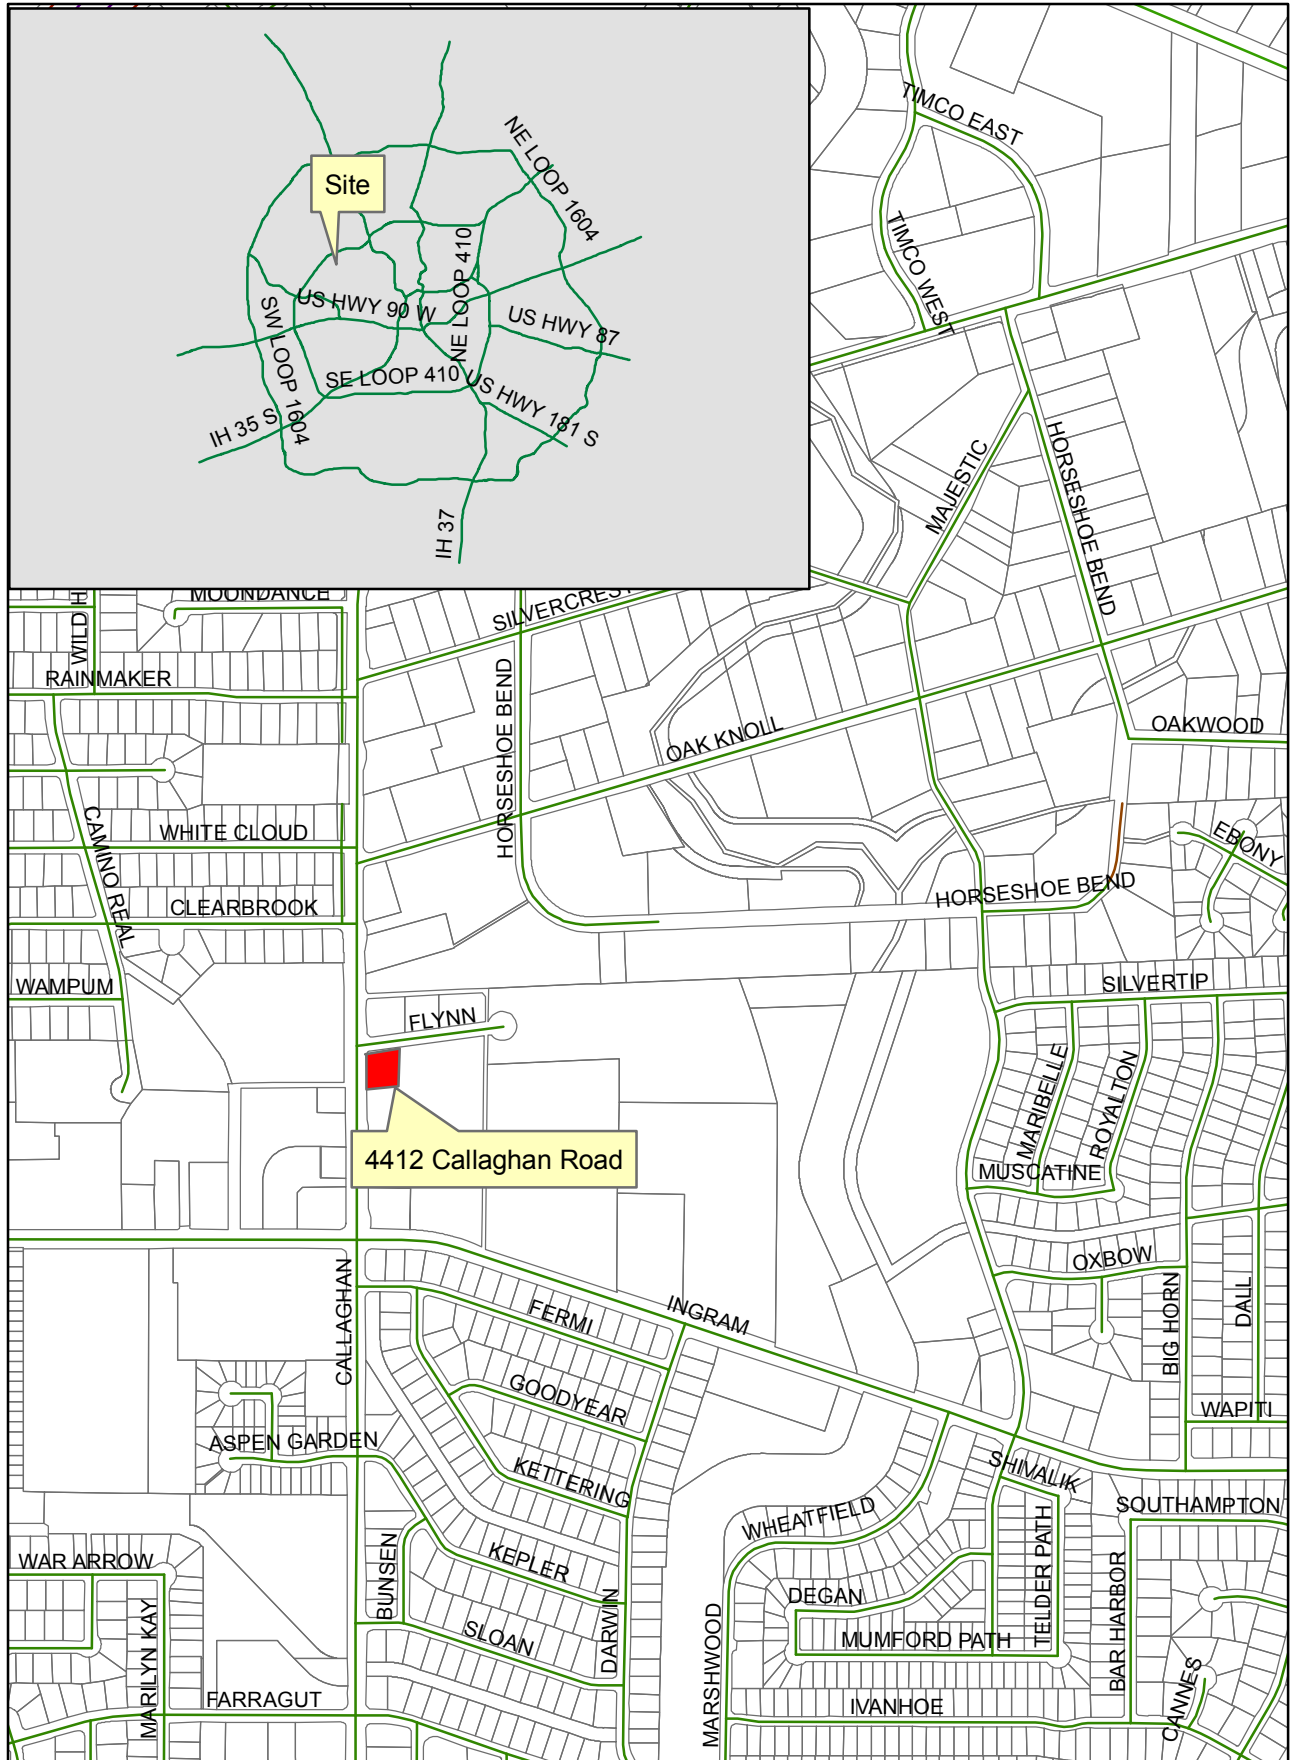 Site
NE LOOP 1604
NE LOOP 410
US HWY 90 W
US HWY 87
SW LOOP 1604
SE LOOP 410
US HWY 181 S
IH 35 S
IH 37
TIMCO EAST
TIMCO WEST
MAJESTIC
HORSESHOE BEND
MOONDANCE
WILD H
SILVERCREST
RAINMAKER
HORSESHOE BEND
OAK KNOLL
OAKWOOD
CAMINO REAL
WHITE CLOUD
EBONY
HORSESHOE BEND
CLEARBROOK
WAMPUM
SILVERTIP
FLYNN
MARIBELLE
ROYALTON
4412 Callaghan Road
MUSCATINE
OXBOW
CALLAGHAN
INGRAM
FERMI
BIG HORN
DALL
GOODYEAR
WAPITI
ASPEN GARDEN
KETTERING
SHIVALIK
SOUTHAMPTON
WHEATFIELD
WAR ARROW
BUNSEN
KEPLER
TELDER PATH
BAR HARBOR
DEGAN
DARWIN
MARILYN KAY
SLOAN
MUMFORD PATH
MARSHWOOD
CANNES
FARRAGUT
IVANHOE